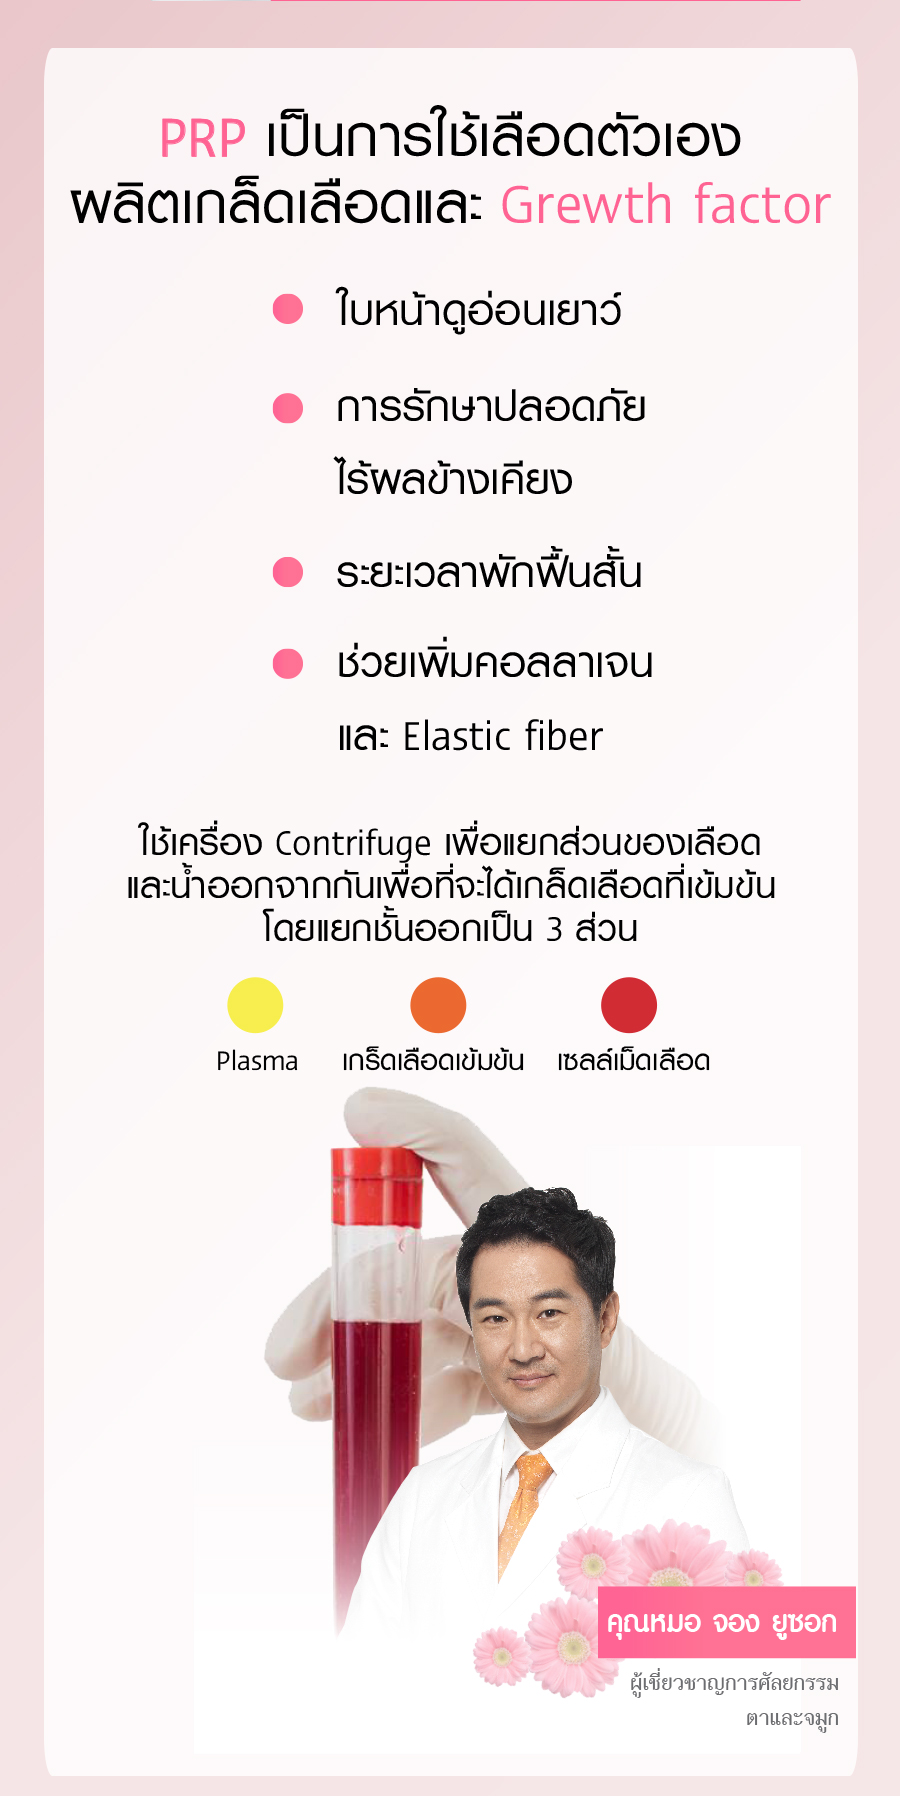 PRP เป็นการใช้เลือดตัวเอง
ผลิตเกล็ดเลือดและ Grewth factor
ใบหน้าดูอ่อนเยาว์
การรักษาปลอดภัย
ไร้ผลข้างเคียง
ระยะเวลาพักฟื้นสั้น
ช่วยเพิ่มคอลลาเจน
และ Elastic fiber
ใช้เครื่อง Contrifuge เพื่อแยกส่วนของเลือด
และน้ำออกจากกันเพื่อที่จะได้เกล็ดเลือดที่เข้มข้น
โดยแยกชั้นออกเป็น 3 ส่วน
Plasma เกร็ดเลือดเข้มข้น เซลล์เม็ดเลือด
คุณหมอ จอง ยูซอก
ผู้เชี่ยวชาญการศัลยกรรม
ตาและจมูก